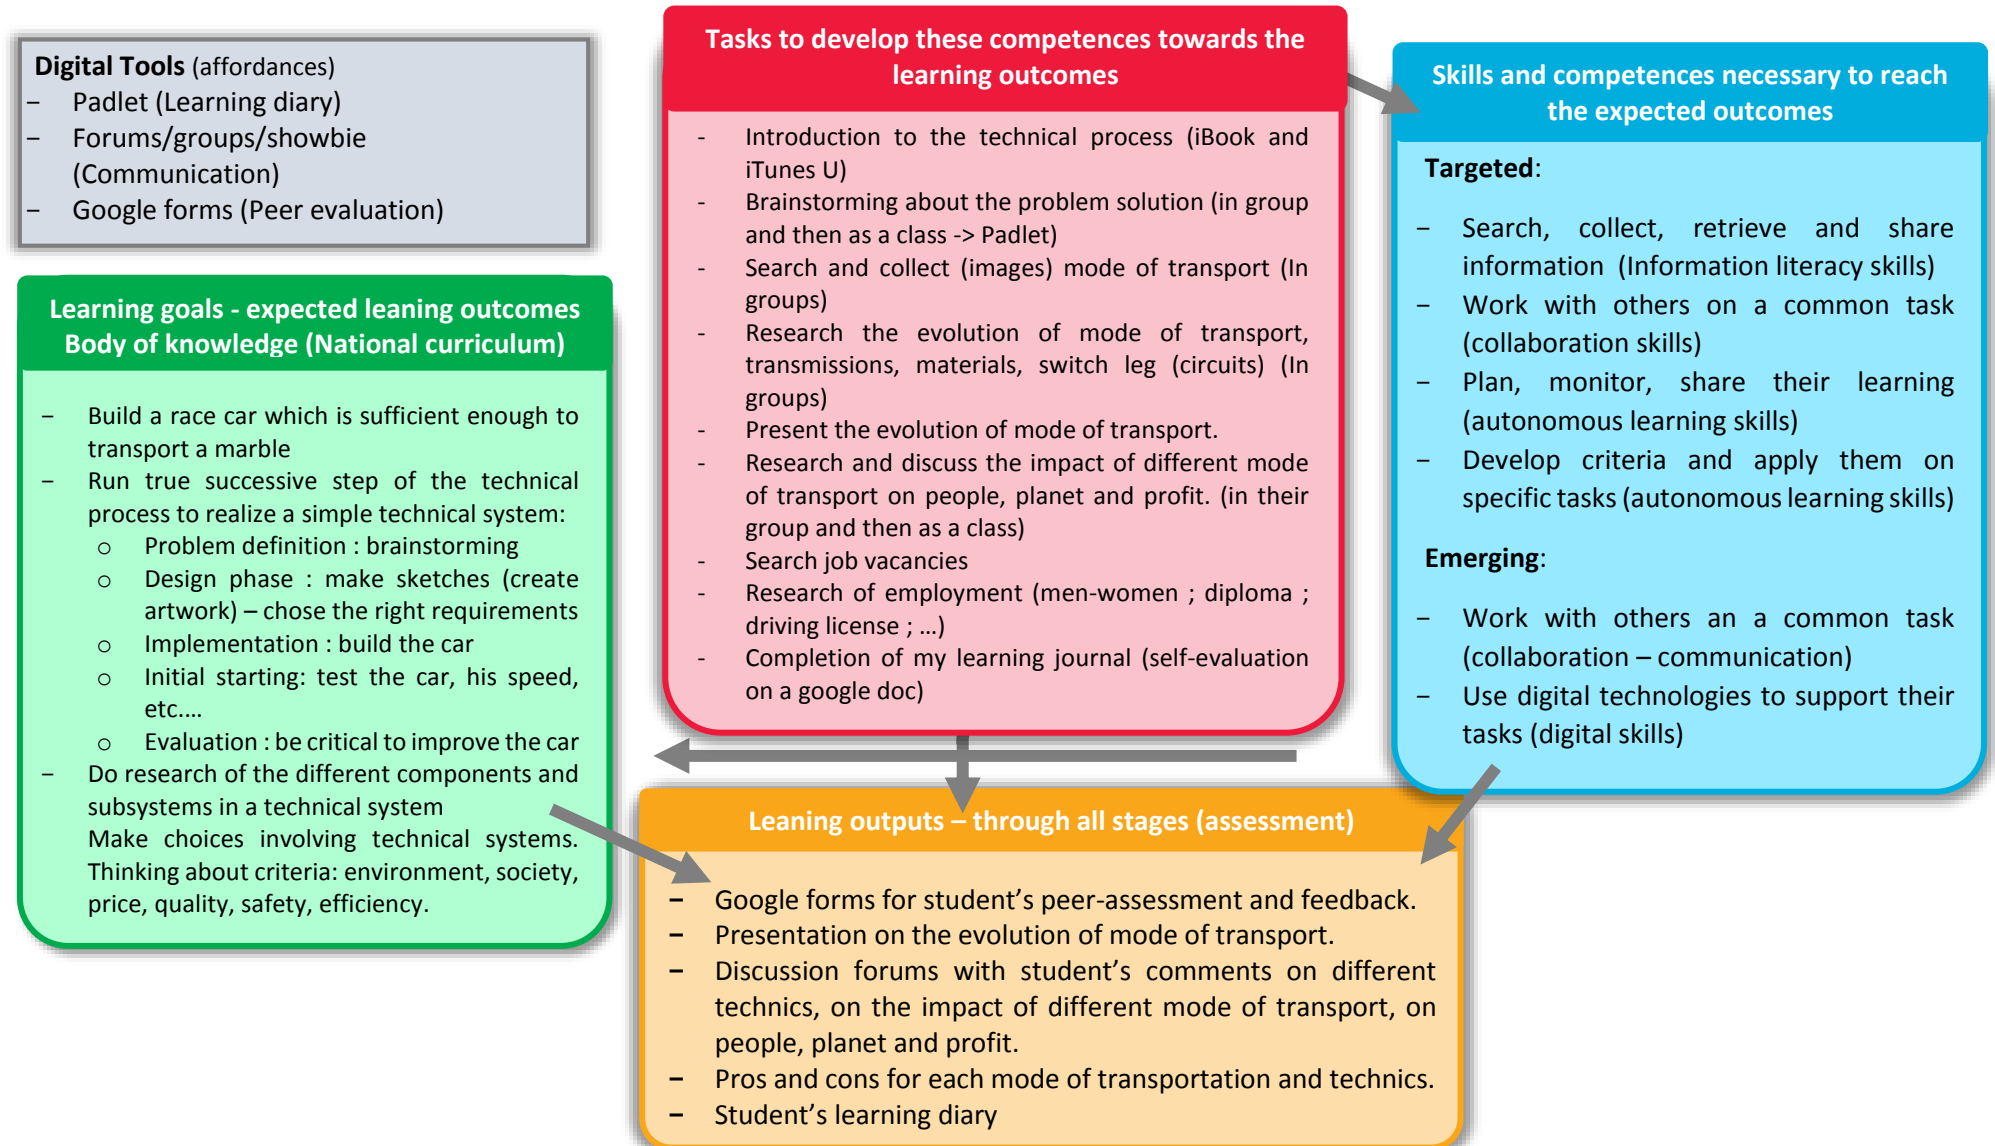 Digital Tools (affordances)
− Padlet (Learning diary)
− Forums/groups/showbie
(Communication)
− Google forms (Peer evaluation)
Learning goals - expected leaning outcomes
Body of knowledge (National curriculum)
− Build a race car which is sufficient enough to
transport a marble
− Run true successive step of the technical
process to realize a simple technical system:
o Problem definition : brainstorming
o Design phase : make sketches (create
artwork) – chose the right requirements
o Implementation : build the car
o Initial starting: test the car, his speed,
etc.…
o Evaluation : be critical to improve the car
− Do research of the different components and
subsystems in a technical system
Make choices involving technical systems.
Thinking about criteria: environment, society,
price, quality, safety, efficiency.
Tasks to develop these competences towards the
learning outcomes
- Introduction to the technical process (iBook and
iTunes U)
- Brainstorming about the problem solution (in group
and then as a class -> Padlet)
- Search and collect (images) mode of transport (In
groups)
- Research the evolution of mode of transport,
transmissions, materials, switch leg (circuits) (In
groups)
- Present the evolution of mode of transport.
- Research and discuss the impact of different mode
of transport on people, planet and profit. (in their
group and then as a class)
- Search job vacancies
- Research of employment (men-women ; diploma ;
driving license ; …)
- Completion of my learning journal (self-evaluation
on a google doc)
Skills and competences necessary to reach
the expected outcomes
Targeted:
− Search, collect, retrieve and share
information (Information literacy skills)
− Work with others on a common task
(collaboration skills)
− Plan, monitor, share their learning
(autonomous learning skills)
− Develop criteria and apply them on
specific tasks (autonomous learning skills)
Emerging:
− Work with others an a common task
(collaboration – communication)
− Use digital technologies to support their
tasks (digital skills)
Leaning outputs – through all stages (assessment)
− Google forms for student’s peer-assessment and feedback.
− Presentation on the evolution of mode of transport.
− Discussion forums with student’s comments on different
technics, on the impact of different mode of transport, on
people, planet and profit.
− Pros and cons for each mode of transportation and technics.
− Student’s learning diary